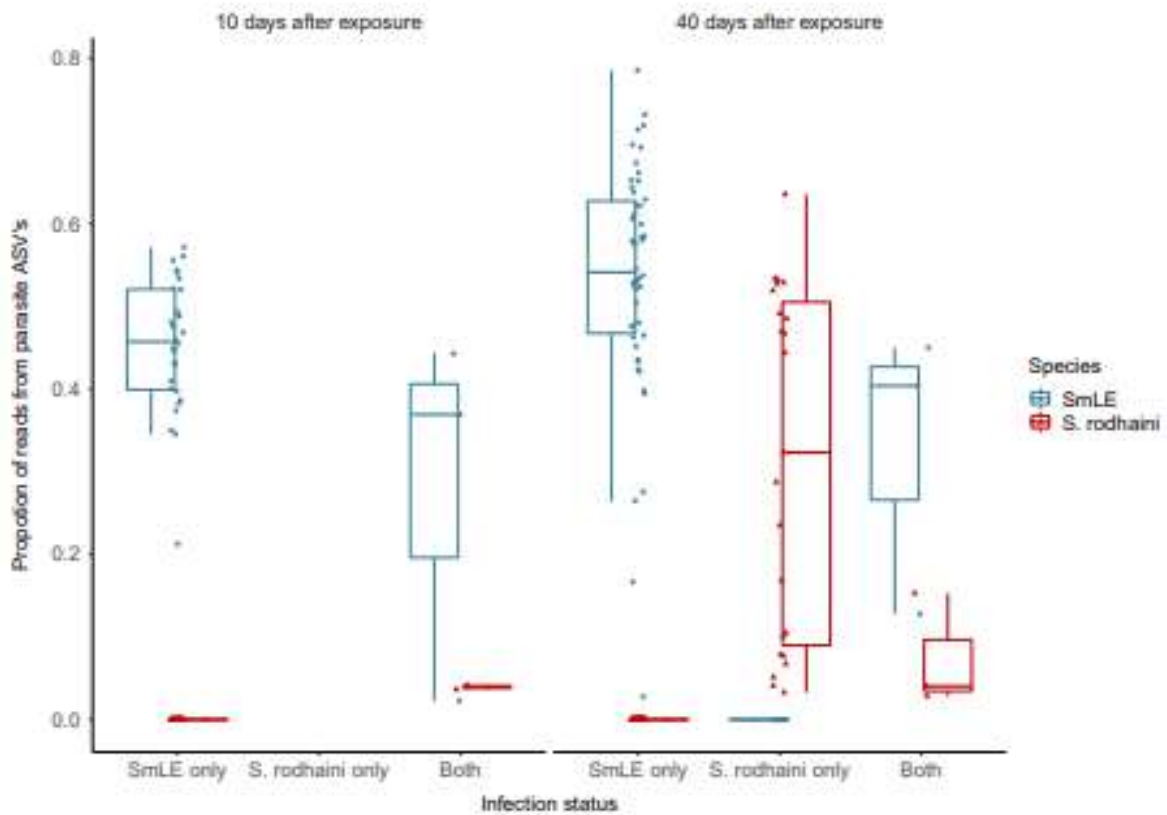 10 days after exposure
40 days after exposure
Propotion of reads from parasite ASV's
0.8
0.6
0.4
0.2
0.0
SmLE only
S. rodhaini only
Both
SmLE only
S. rodhaini only
Both
Infection status
Species
SmLE
S. rodhaini